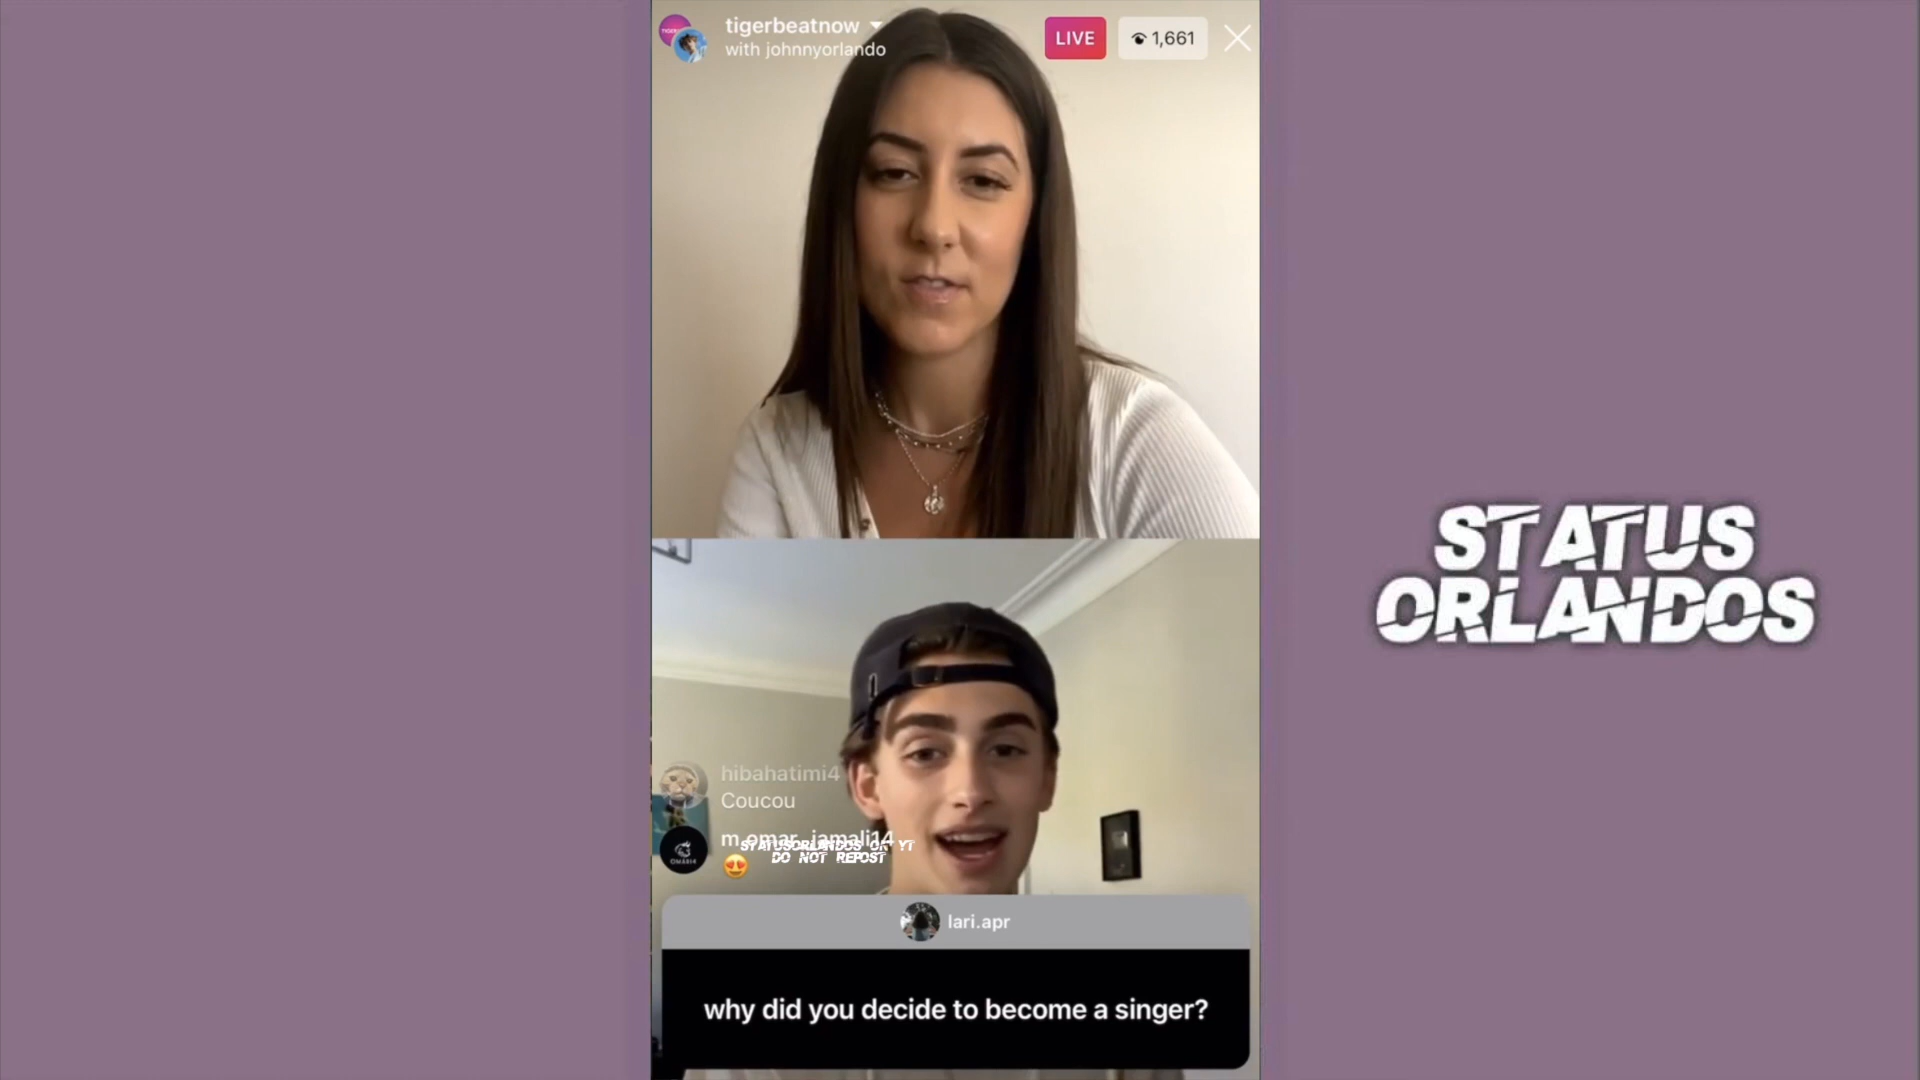 tigerbeatnow
with johnnyorlando
LIVE
1,661
STATUS
ORLANDOS
hibahatimi4
Coucou
m.omar_jamali14
STATUSORLANDOS ON YT
DO NOT REPOST
lari.apr
why did you decide to become a singer?